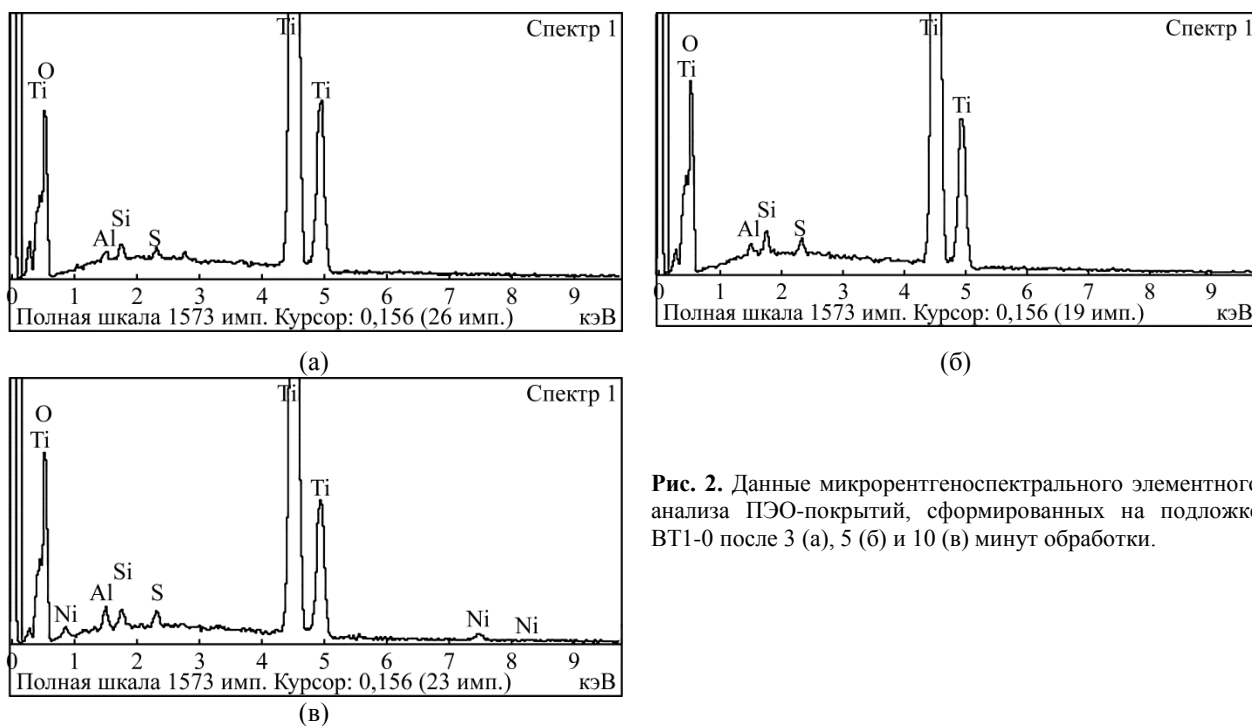 Ti
Спектр 1
O
Ti
Ti
Si
Al
S
0 1 2 3 4 5 6 7 8 9
Полная шкала 1573 имп. Курсор: 0,156 (26 имп.) кэВ
(а)
Ti
Спектр 1
O
Ti
Ti
Si
Al
S
0 1 2 3 4 5 6 7 8 9
Полная шкала 1573 имп. Курсор: 0,156 (19 имп.) кэВ
(б)
Ti
Спектр 1
O
Ti
Ti
Si
Al
S
Ni
Ni
Ni
0 1 2 3 4 5 6 7 8 9
Полная шкала 1573 имп. Курсор: 0,156 (23 имп.) кэВ
(в)
Рис. 2. Данные микрорентгеноспектрального элементного
анализа ПЭО-покрытий, сформированных на подложке
ВТ1-0 после 3 (а), 5 (б) и 10 (в) минут обработки.